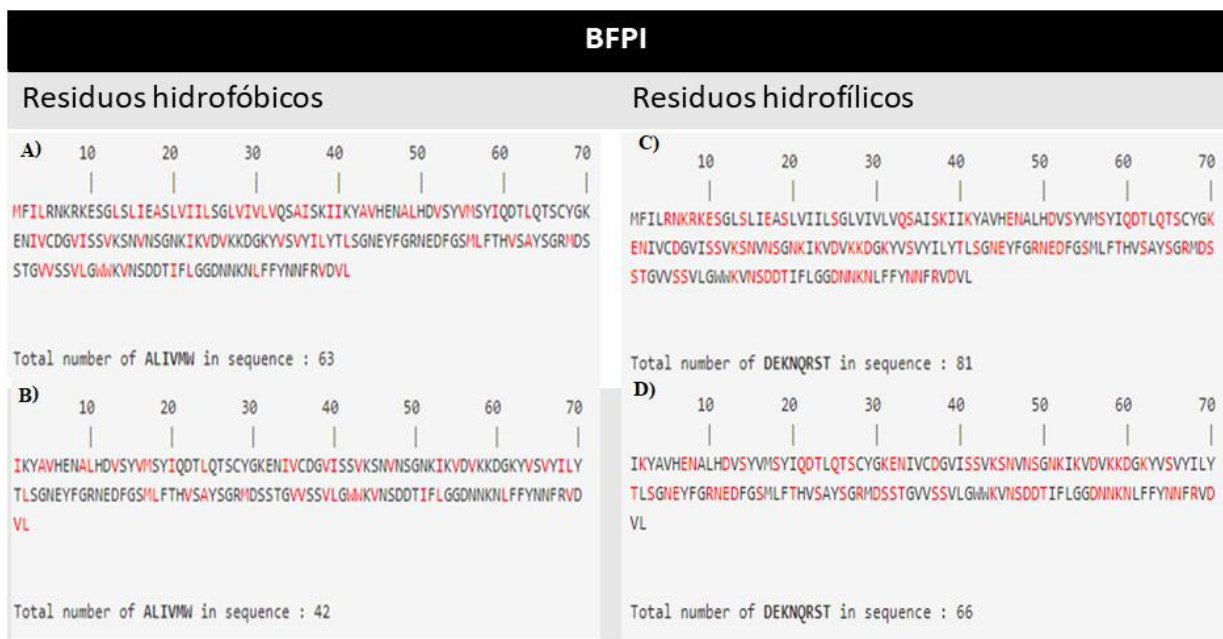 BFPI
Residuos hidrofóbicos
Residuos hidrofílicos
A) 10 20 30 40 50 60 70
MFILRNKRKESGLSLIEASLVIILSGLVIVLVQSAISKIIKYAVHENALHDVSYVMSYIQDTLQTSCYGK
ENIVCDGVISSVKSNVNSGNKIKVDVKKDGKYVSVYILYTLSGNEYFGRNEDFGSMLFTHVSAYSGRMDS
STGVVSSVLGWWKVNSDDTIFLGGDNNKNLFFYNNFRVDVL
Total number of ALIVMW in sequence : 63
C) 10 20 30 40 50 60 70
MFILRNKRKESGLSLIEASLVIILSGLVIVLVQSAISKIIKYAVHENALHDVSYVMSYIQDTLQTSCYGK
ENIVCDGVISSVKSNVNSGNKIKVDVKKDGKYVSVYILYTLSGNEYFGRNEDFGSMLFTHVSAYSGRMDS
STGVVSSVLGWWKVNSDDTIFLGGDNNKNLFFYNNFRVDVL
Total number of DEKNQRST in sequence : 81
B) 10 20 30 40 50 60 70
IKYAVHENALHDVSYVMSYIQDTLQTSCYGKENIVCDGVISSVKSNVNSGNKIKVDVKKDGKYVSVYILY
TLSGNEYFGRNEDFGSMLFTHVSAYSGRMDSSTGVVSSVLGWWKVNSDDTIFLGGDNNKNLFFYNNFRVD
VL
Total number of ALIVMW in sequence : 42
D) 10 20 30 40 50 60 70
IKYAVHENALHDVSYVMSYIQDTLQTSCYGKENIVCDGVISSVKSNVNSGNKIKVDVKKDGKYVSVYILY
TLSGNEYFGRNEDFGSMLFTHVSAYSGRMDSSTGVVSSVLGWWKVNSDDTIFLGGDNNKNLFFYNNFRVD
VL
Total number of DEKNQRST in sequence : 66